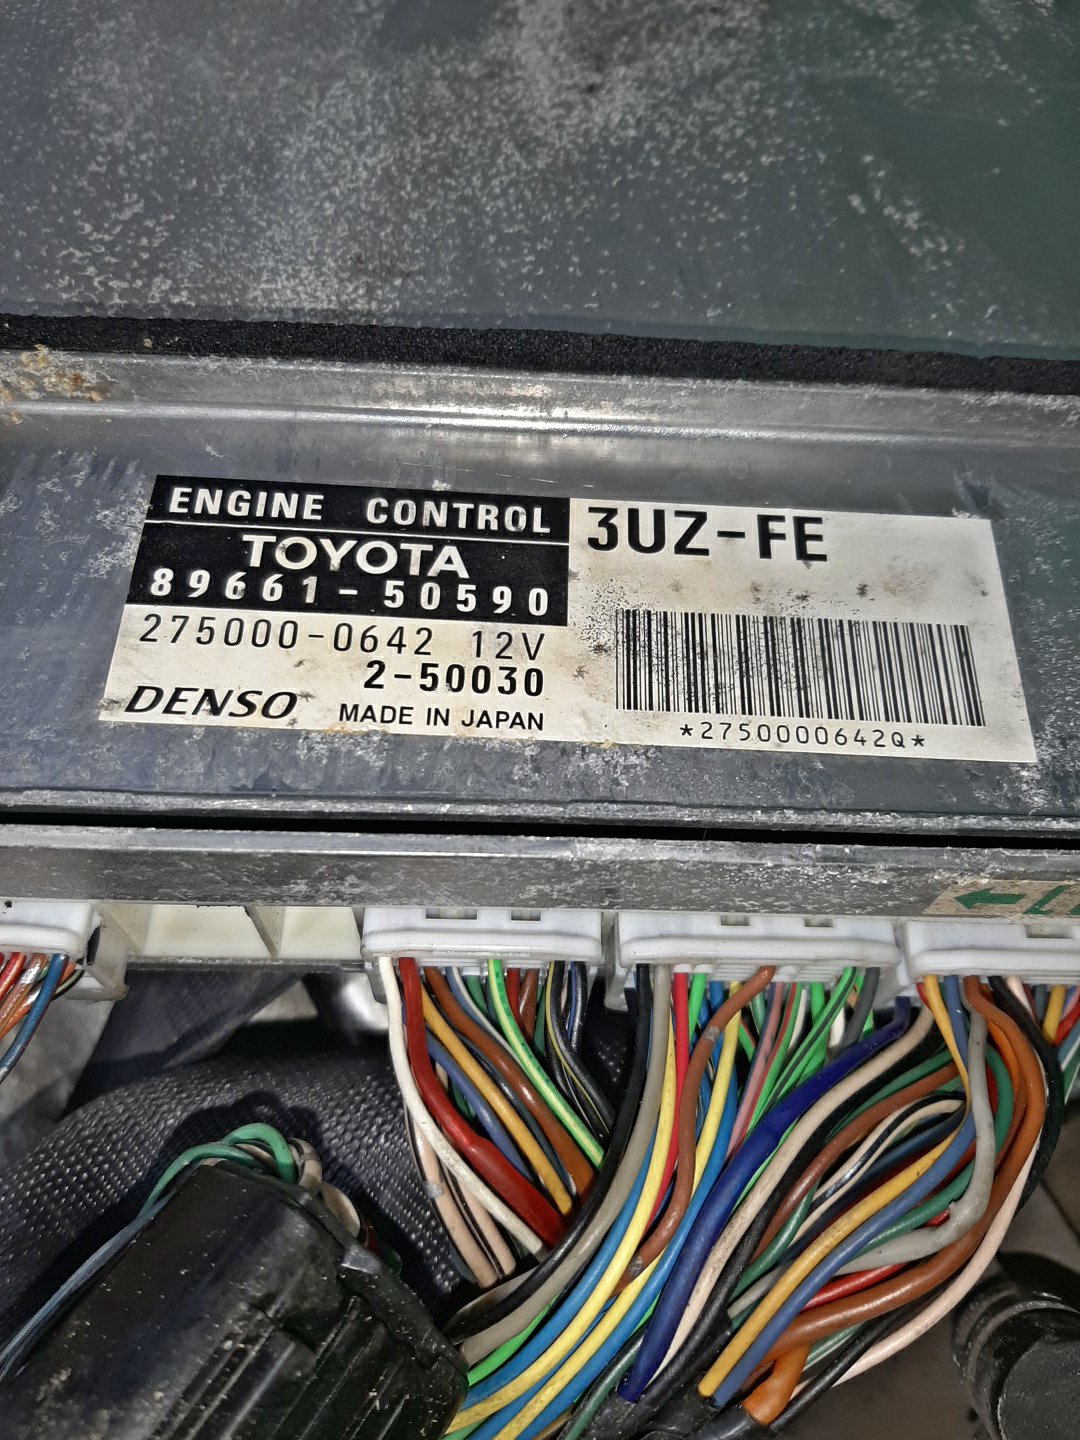 ENGINE CONTROL
TOYOTA
89661-50590
275000-0642 12V
2-50030
DENSO MADE IN JAPAN
3UZ-FE
*2750000642Q*